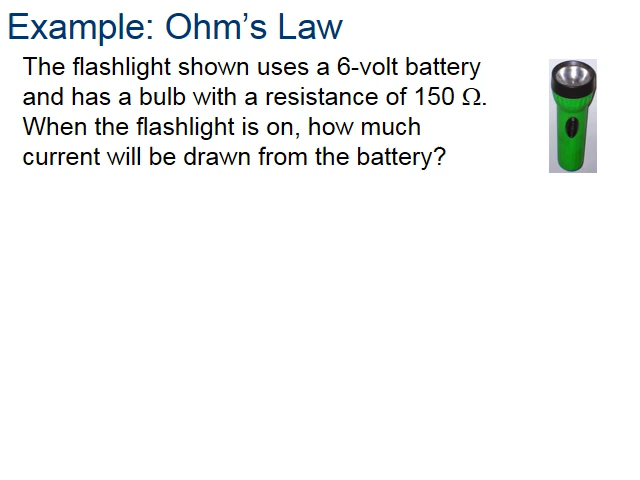 Example: Ohm’s Law
The flashlight shown uses a 6-volt battery
and has a bulb with a resistance of 150 Ω.
When the flashlight is on, how much
current will be drawn from the battery?